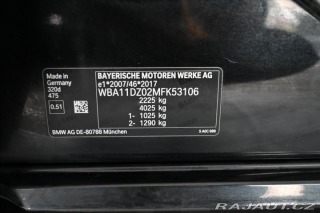 BAYERISCHE MOTOREN WERKE AG
Made in
Germany
320d
475
0.51
e1*2007/46*2017
WBA11DZ02MFK53106
2225 kg
4025 kg
1- 1025 kg
2- 1290 kg
BMW AG DE-80788 München
RAJAUT.CZ